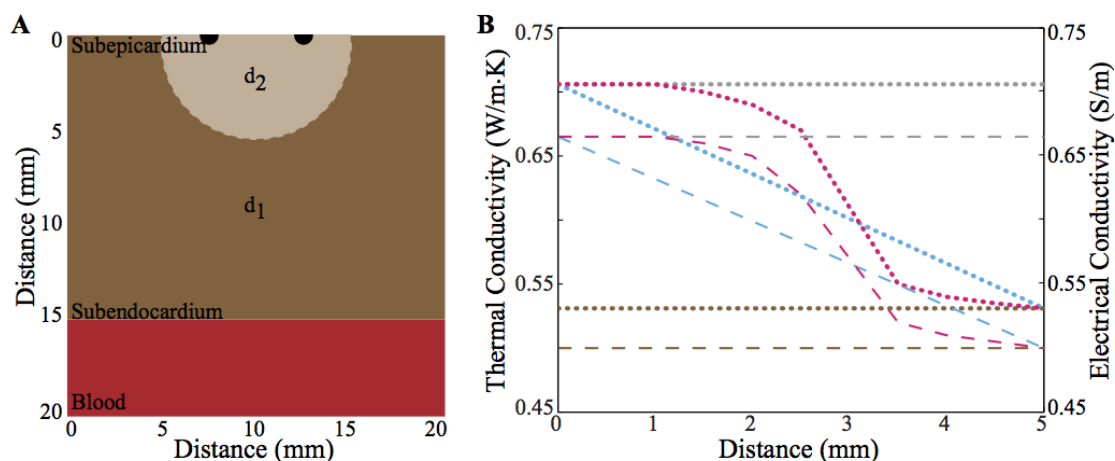 A
0
Subepicardium
d2
5
d1
10
Subendocardium
15
Blood
20
0 5 10 15 20
Distance (mm)
Distance (mm)
B
0.75
0.65
0.55
0.45
Thermal Conductivity (W/m·K)
0 1 2 3 4 5
Distance (mm)
0.75
0.65
0.55
0.45
Electrical Conductivity (S/m)